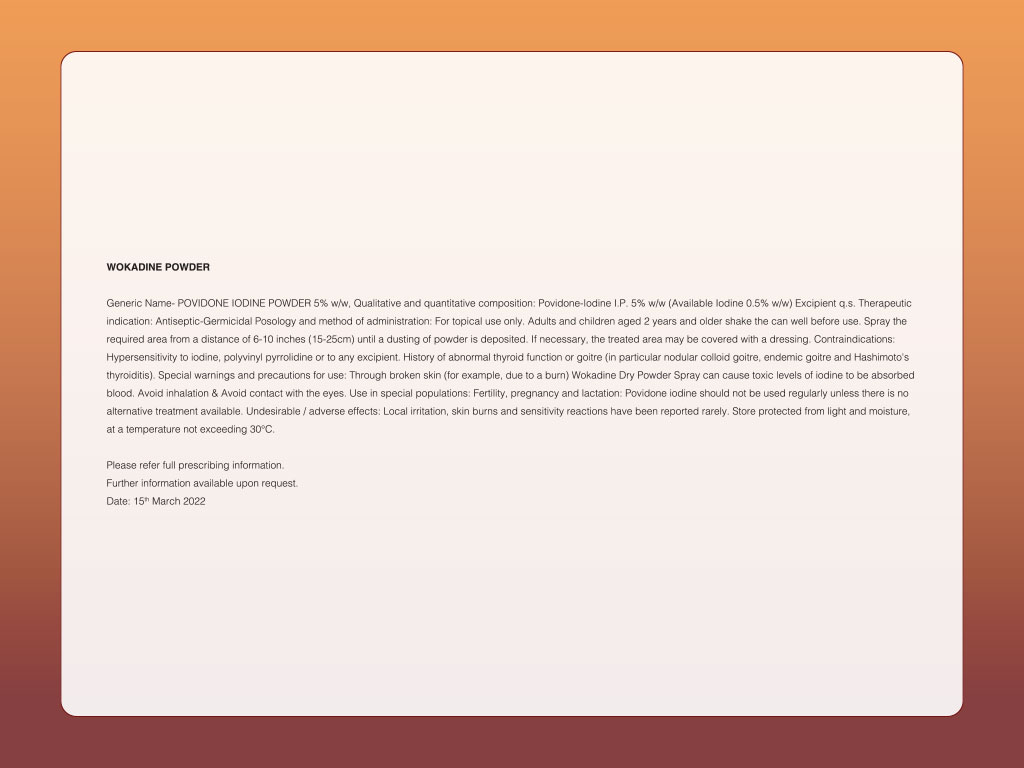 WOKADINE POWDER
Generic Name- POVIDONE IODINE POWDER 5% w/w, Qualitative and quantitative composition: Povidone-Iodine I.P. 5% w/w (Available Iodine 0.5% w/w) Excipient q.s. Therapeutic
indication: Antiseptic-Germicidal Posology and method of administration: For topical use only. Adults and children aged 2 years and older shake the can well before use. Spray the
required area from a distance of 6-10 inches (15-25cm) until a dusting of powder is deposited. If necessary, the treated area may be covered with a dressing. Contraindications:
Hypersensitivity to iodine, polyvinyl pyrrolidine or to any excipient. History of abnormal thyroid function or goitre (in particular nodular colloid goitre, endemic goitre and Hashimoto's
thyroiditis). Special warnings and precautions for use: Through broken skin (for example, due to a burn) Wokadine Dry Powder Spray can cause toxic levels of iodine to be absorbed
blood. Avoid inhalation & Avoid contact with the eyes. Use in special populations: Fertility, pregnancy and lactation: Povidone iodine should not be used regularly unless there is no
alternative treatment available. Undesirable / adverse effects: Local irritation, skin burns and sensitivity reactions have been reported rarely. Store protected from light and moisture,
at a temperature not exceeding 30°C.
Please refer full prescribing information.
Further information available upon request.
Date: 15th March 2022